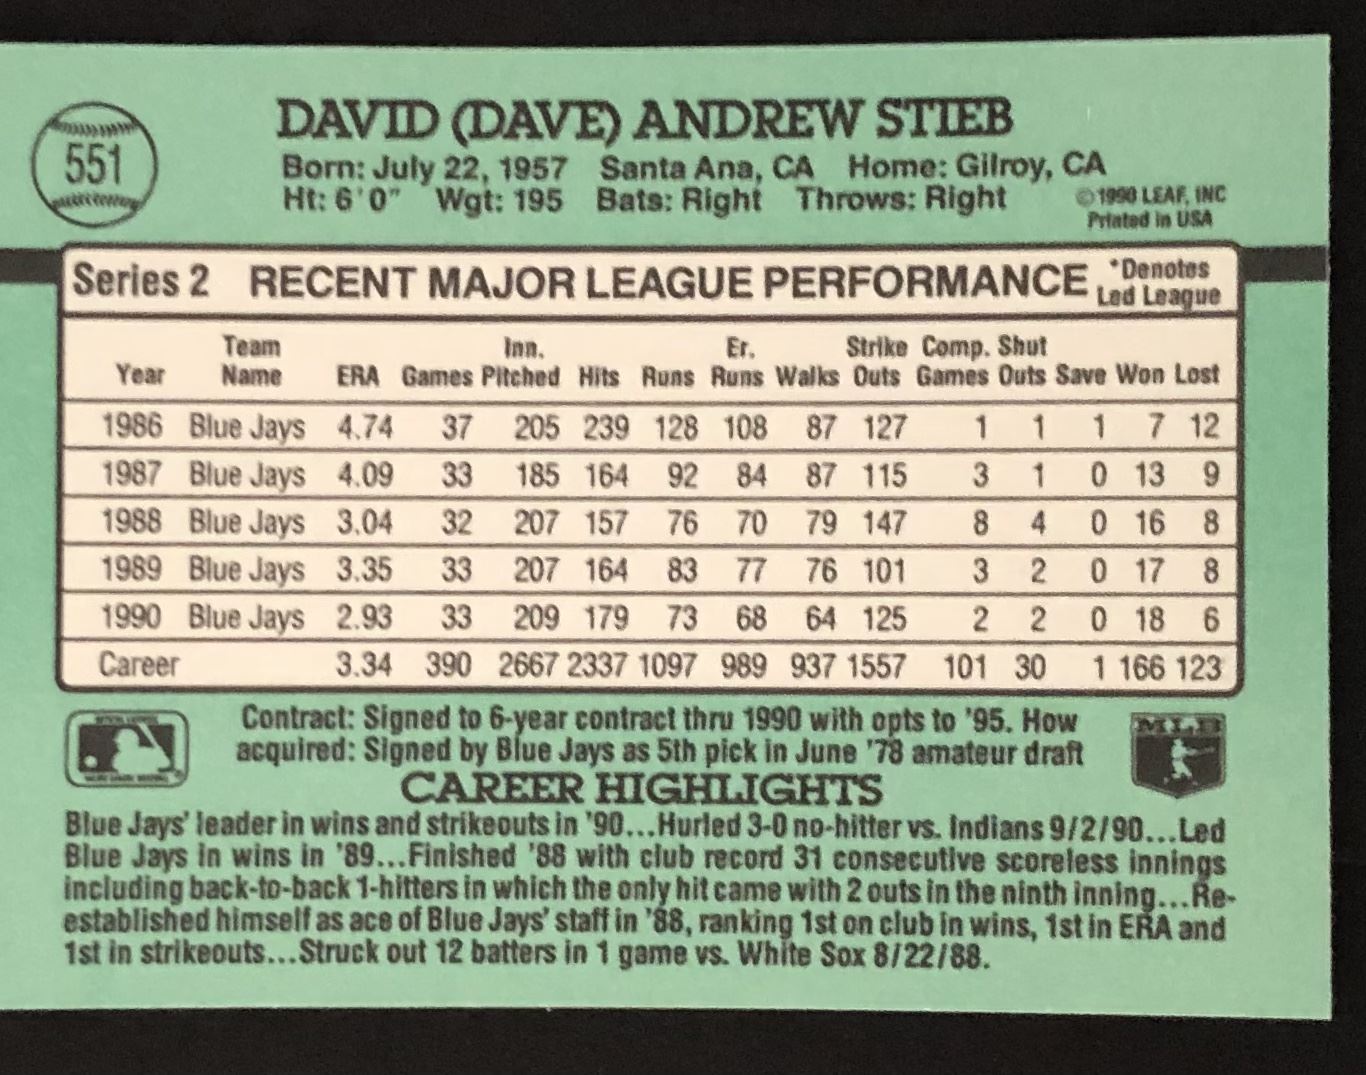 551
DAVID (DAVE) ANDREW STIEB
Born: July 22, 1957 Santa Ana, CA Home: Gilroy, CA
Ht: 6'0" Wgt: 195 Bats: Right Throws: Right
©1990 LEAF, INC
Printed in USA
Series 2 RECENT MAJOR LEAGUE PERFORMANCE
*Denotes
Led League
Year Team Name ERA Games Inn. Pitched Hits Runs Er. Runs Walks Strike Outs Comp. Games Shut Outs Save Won Lost
1986 Blue Jays 4.74 37 205 239 128 108 87 127 1 1 1 7 12
1987 Blue Jays 4.09 33 185 164 92 84 87 115 3 1 0 13 9
1988 Blue Jays 3.04 32 207 157 76 70 79 147 8 4 0 16 8
1989 Blue Jays 3.35 33 207 164 83 77 76 101 3 2 0 17 8
1990 Blue Jays 2.93 33 209 179 73 68 64 125 2 2 0 18 6
Career 3.34 390 2667 2337 1097 989 937 1557 101 30 1 166 123
Contract: Signed to 6-year contract thru 1990 with opts to '95. How
acquired: Signed by Blue Jays as 5th pick in June '78 amateur draft
MLB
CAREER HIGHLIGHTS
Blue Jays' leader in wins and strikeouts in '90...Hurled 3-0 no-hitter vs. Indians 9/2/90...Led
Blue Jays in wins in '89...Finished '88 with club record 31 consecutive scoreless innings
including back-to-back 1-hitters in which the only hit came with 2 outs in the ninth inning...Re-
established himself as ace of Blue Jays' staff in '88, ranking 1st on club in wins, 1st in ERA and
1st in strikeouts...Struck out 12 batters in 1 game vs. White Sox 8/22/88.